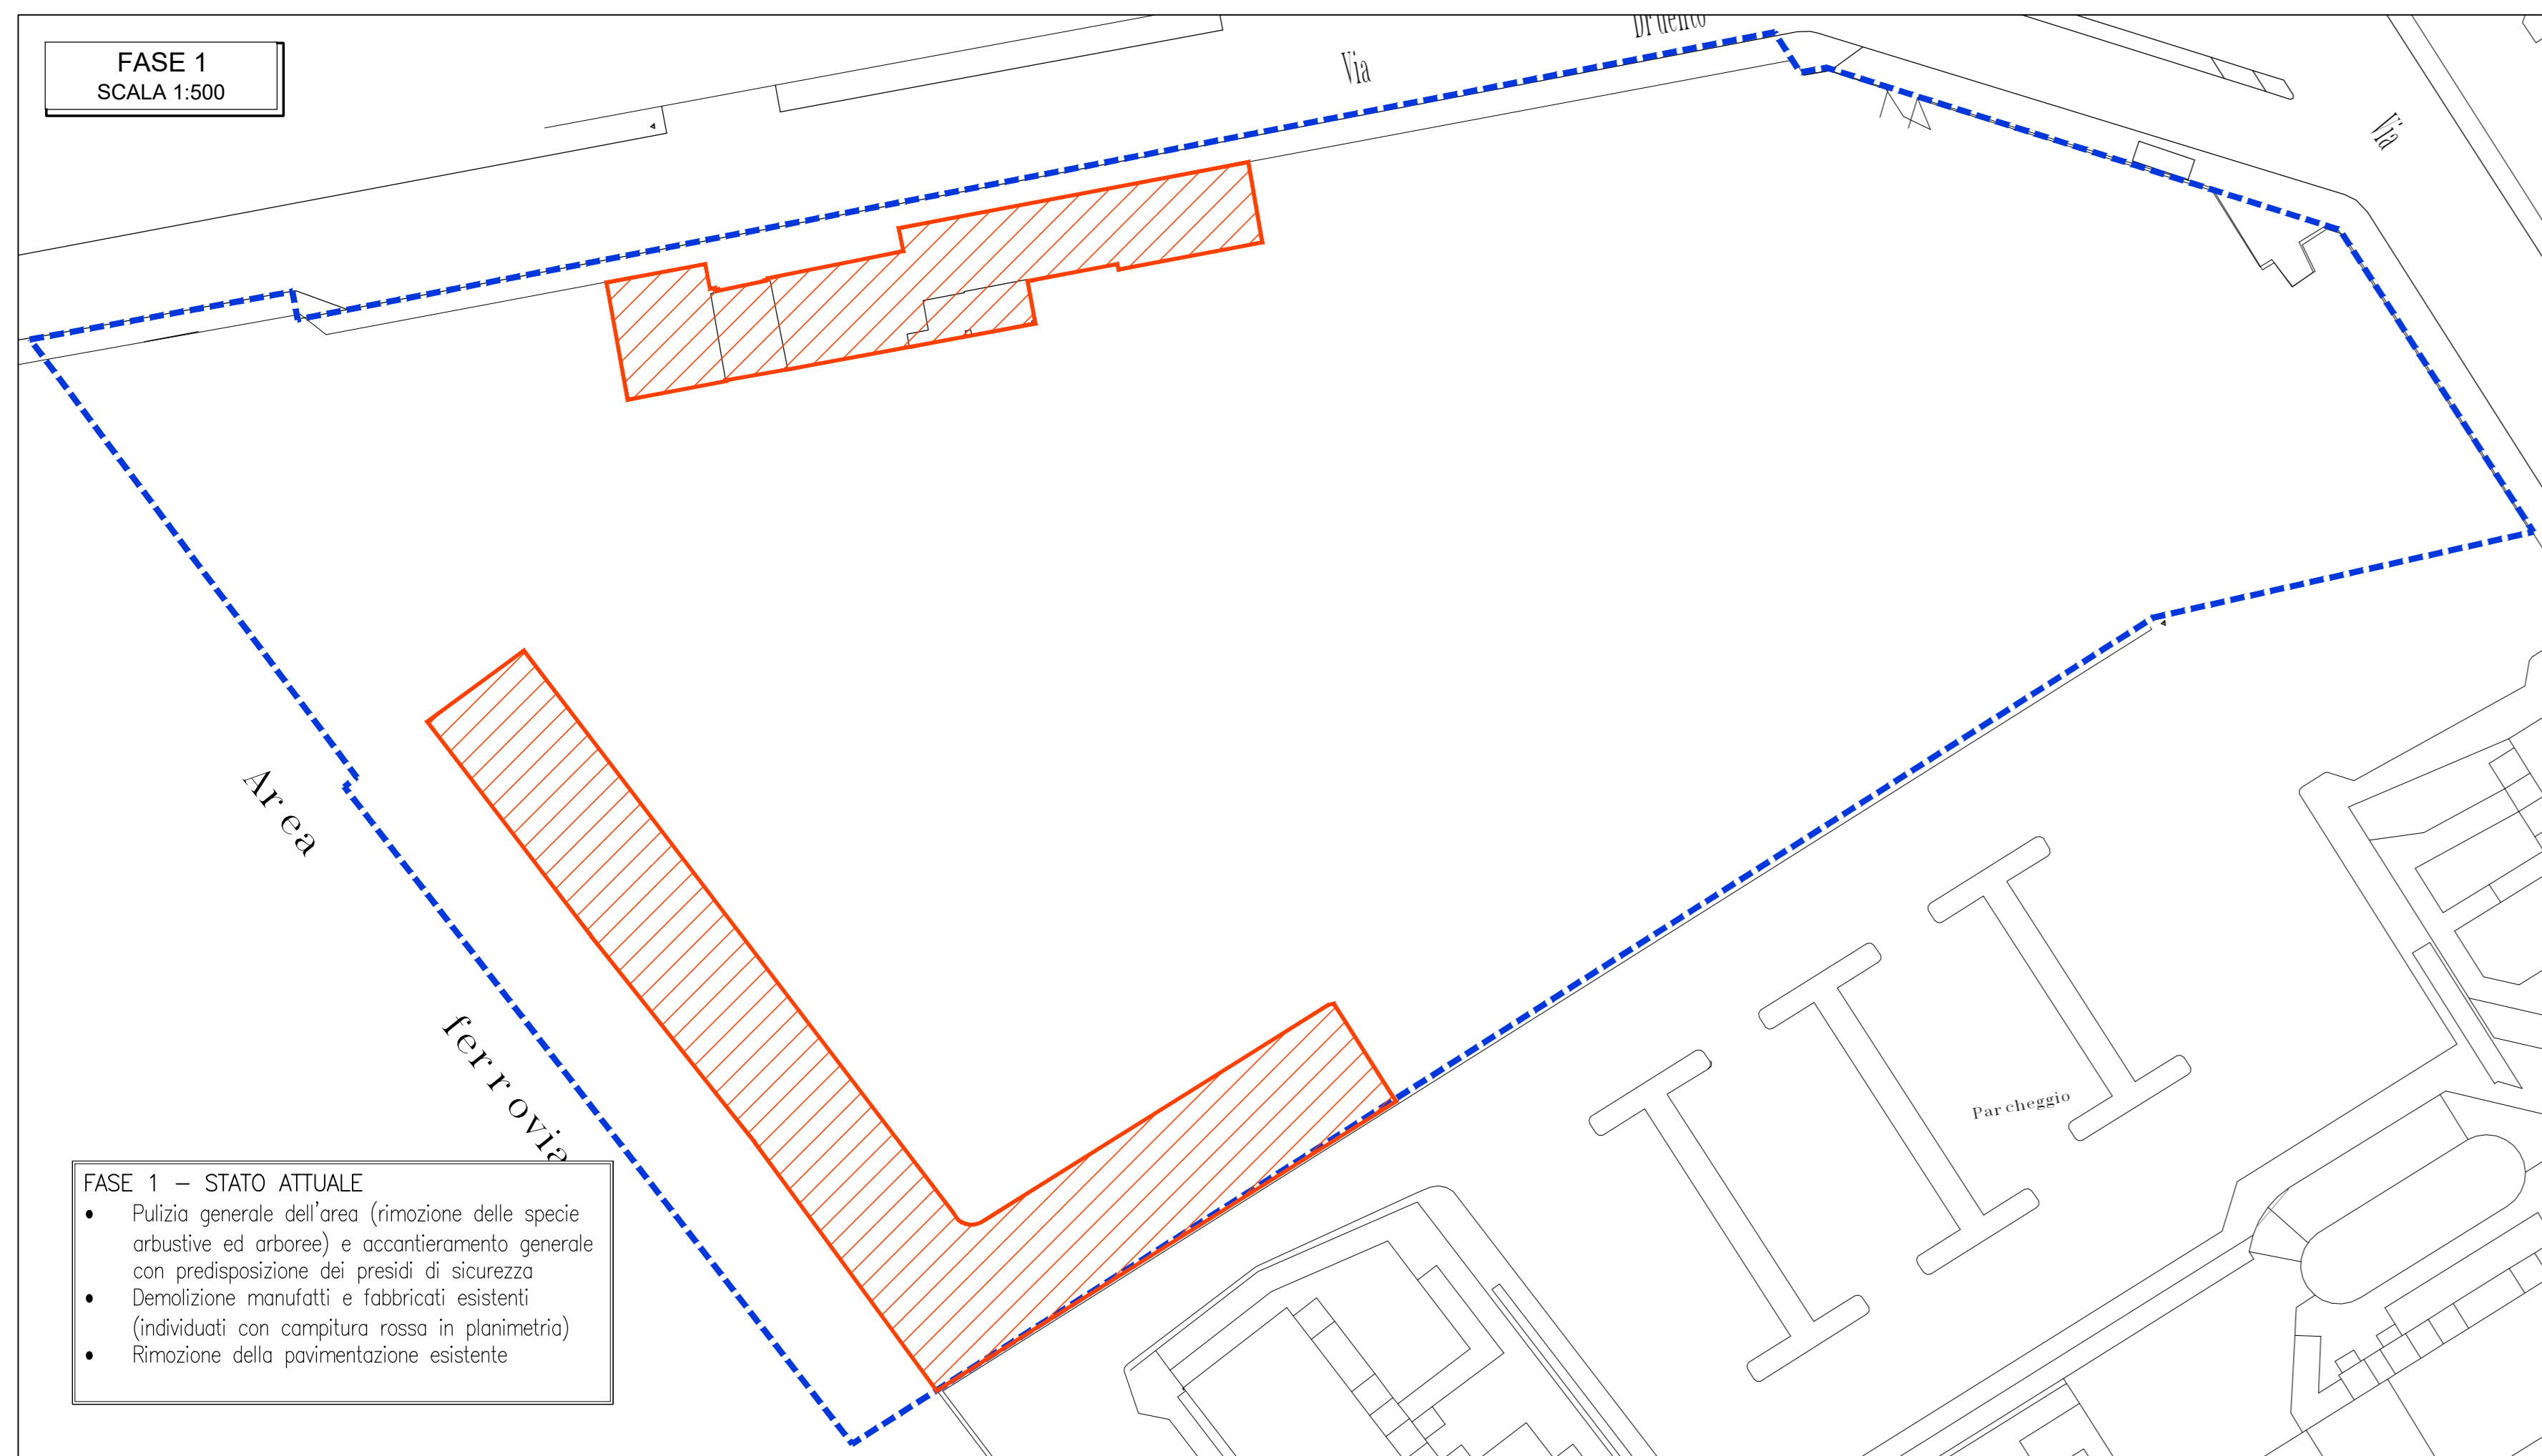 FASE 1
SCALA 1:500
Via
Druento
Via
Area
ferrovia
Parcheggio
FASE 1 – STATO ATTUALE
• Pulizia generale dell'area (rimozione delle specie
arbustive ed arboree) e accantieramento generale
con predisposizione dei presidi di sicurezza
• Demolizione manufatti e fabbricati esistenti
(individuati con campitura rossa in planimetria)
• Rimozione della pavimentazione esistente